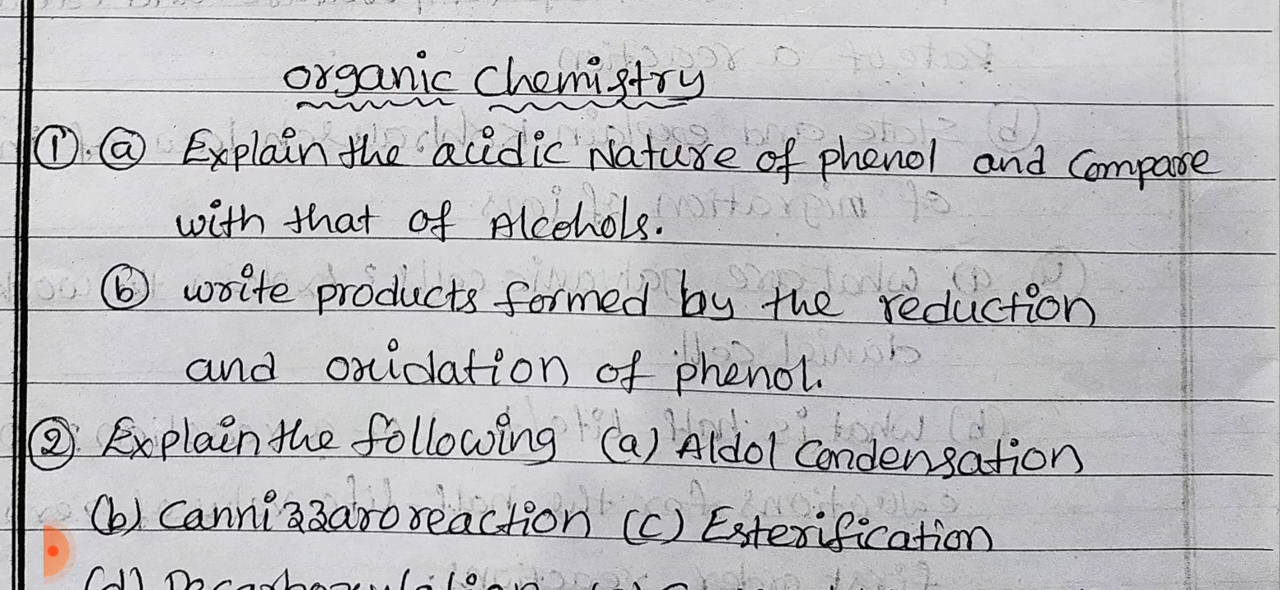 Organic Chemistry
① . ⓐ Explain the acidic Nature of phenol and Compare
with that of Alcohols.
ⓑ write products formed by the reduction
and oxidation of phenol.
② Explain the following (a) Aldol Condensation
(b) Cannizzaro reaction (c) Esterification
(d) Decarboxylation